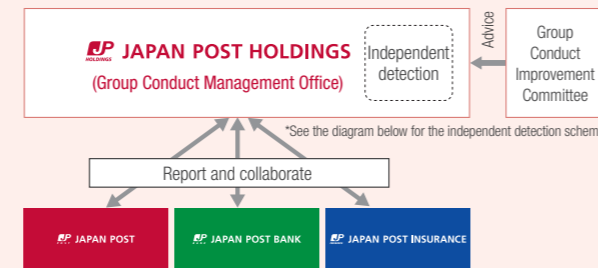 JP HOLDINGS JAPAN POST HOLDINGS
(Group Conduct Management Office)
Independent
detection
Advice
Group
Conduct
Improvement
Committee
*See the diagram below for the independent detection schem
Report and collaborate
JP JAPAN POST
JP JAPAN POST BANK
JP JAPAN POST INSURANCE